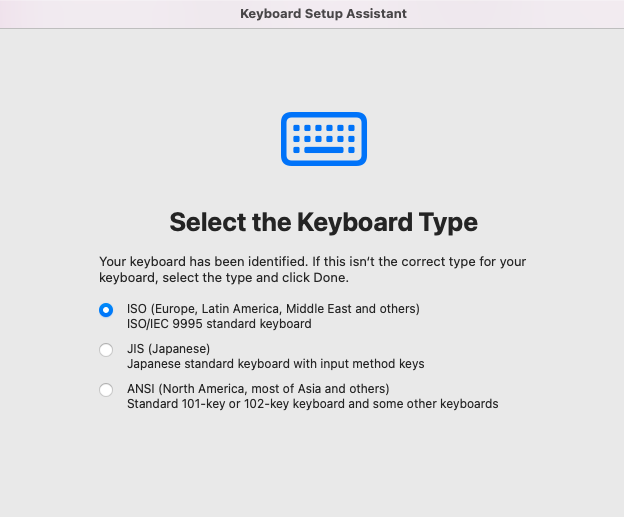 Keyboard Setup Assistant
Select the Keyboard Type
Your keyboard has been identified. If this isn't the correct type for your
keyboard, select the type and click Done.
ISO (Europe, Latin America, Middle East and others)
ISO/IEC 9995 standard keyboard
JIS (Japanese)
Japanese standard keyboard with input method keys
ANSI (North America, most of Asia and others)
Standard 101-key or 102-key keyboard and some other keyboards